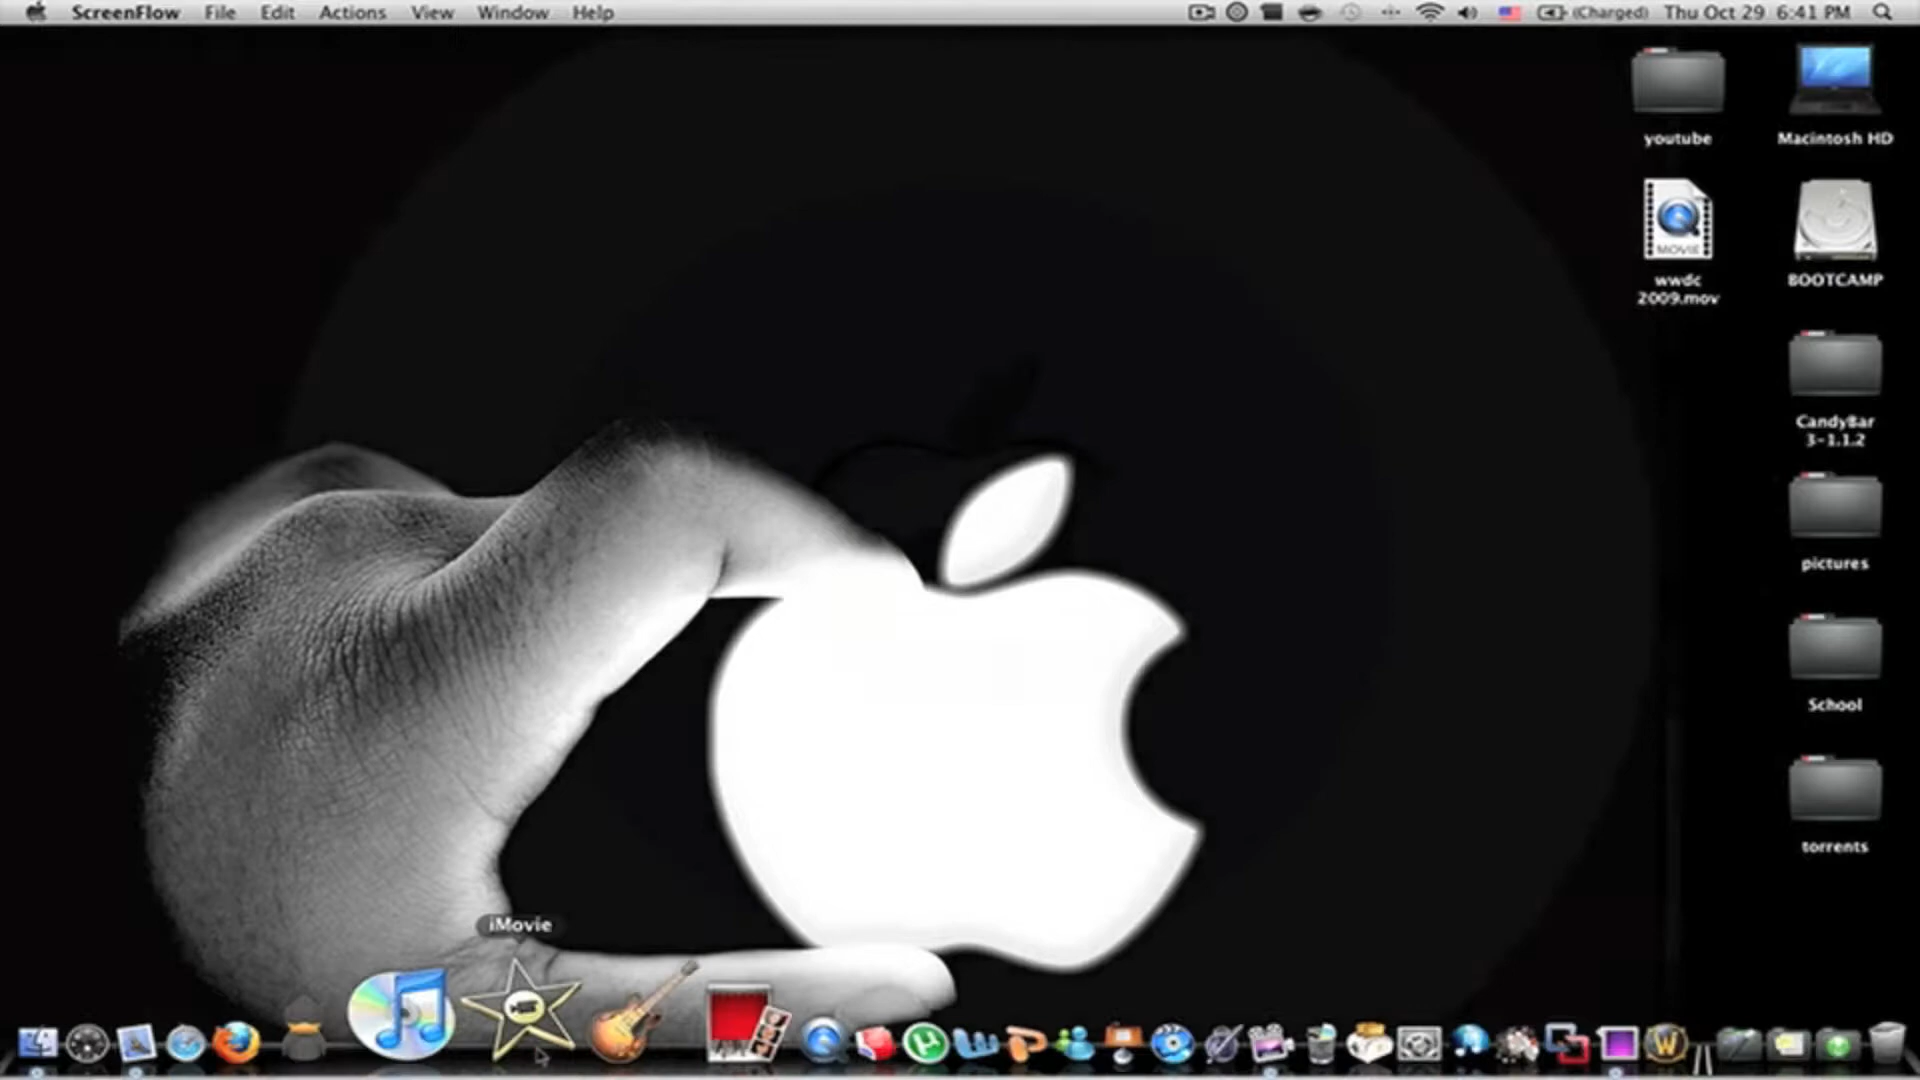 ScreenFlow File Edit Actions View Window Help (Charged) Thu Oct 29 6:41 PM
youtube
Macintosh HD
MOVIE
wwdc
2009.mov
BOOTCAMP
CandyBar
3-1.1.2
pictures
School
torrents
iMovie